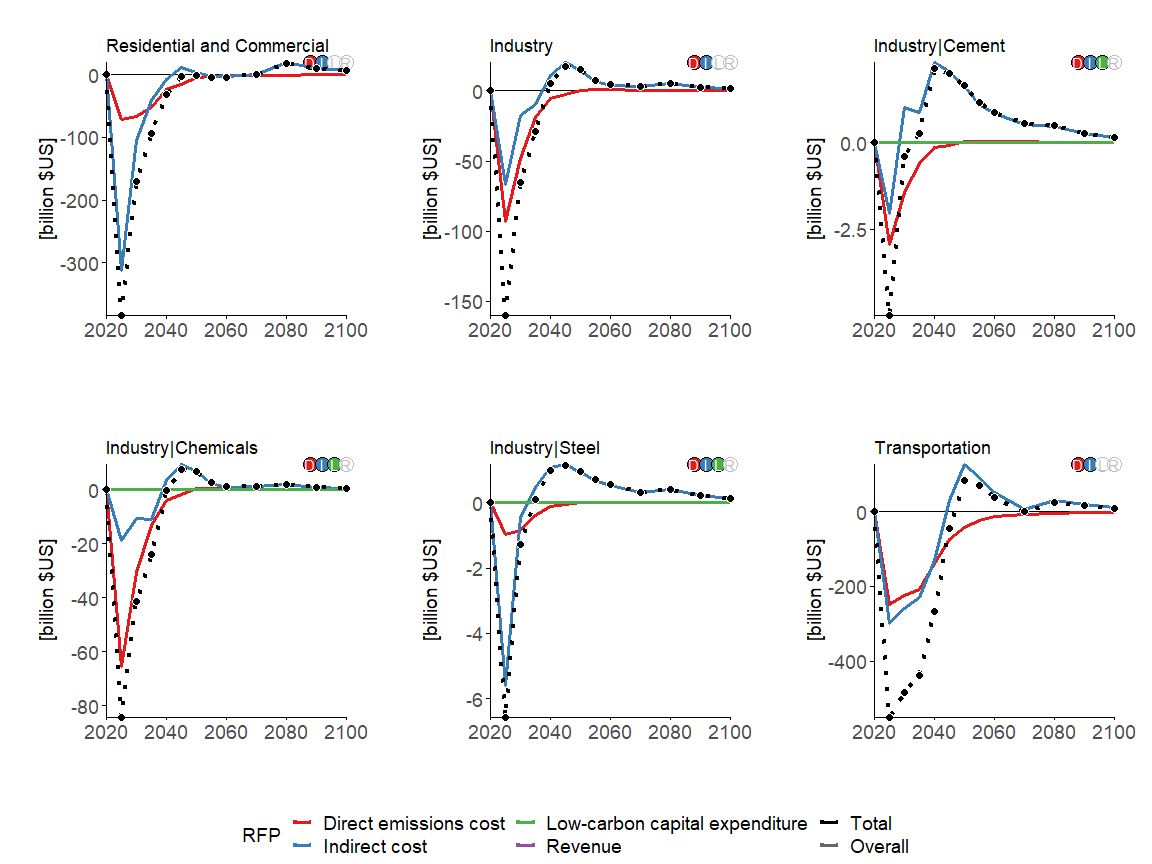 Residential and Commercial
D I L R
0
-100
-200
-300
[billion $US]
2020 2040 2060 2080 2100
Industry
D I L R
0
-50
-100
-150
[billion $US]
2020 2040 2060 2080 2100
Industry|Cement
D I L R
0.0
-2.5
[billion $US]
2020 2040 2060 2080 2100
Industry|Chemicals
D I L R
0
-20
-40
-60
-80
[billion $US]
2020 2040 2060 2080 2100
Industry|Steel
D I L R
0
-2
-4
-6
[billion $US]
2020 2040 2060 2080 2100
Transportation
D I L R
0
-200
-400
[billion $US]
2020 2040 2060 2080 2100
RFP
Direct emissions cost Low-carbon capital expenditure Total
Indirect cost Revenue Overall